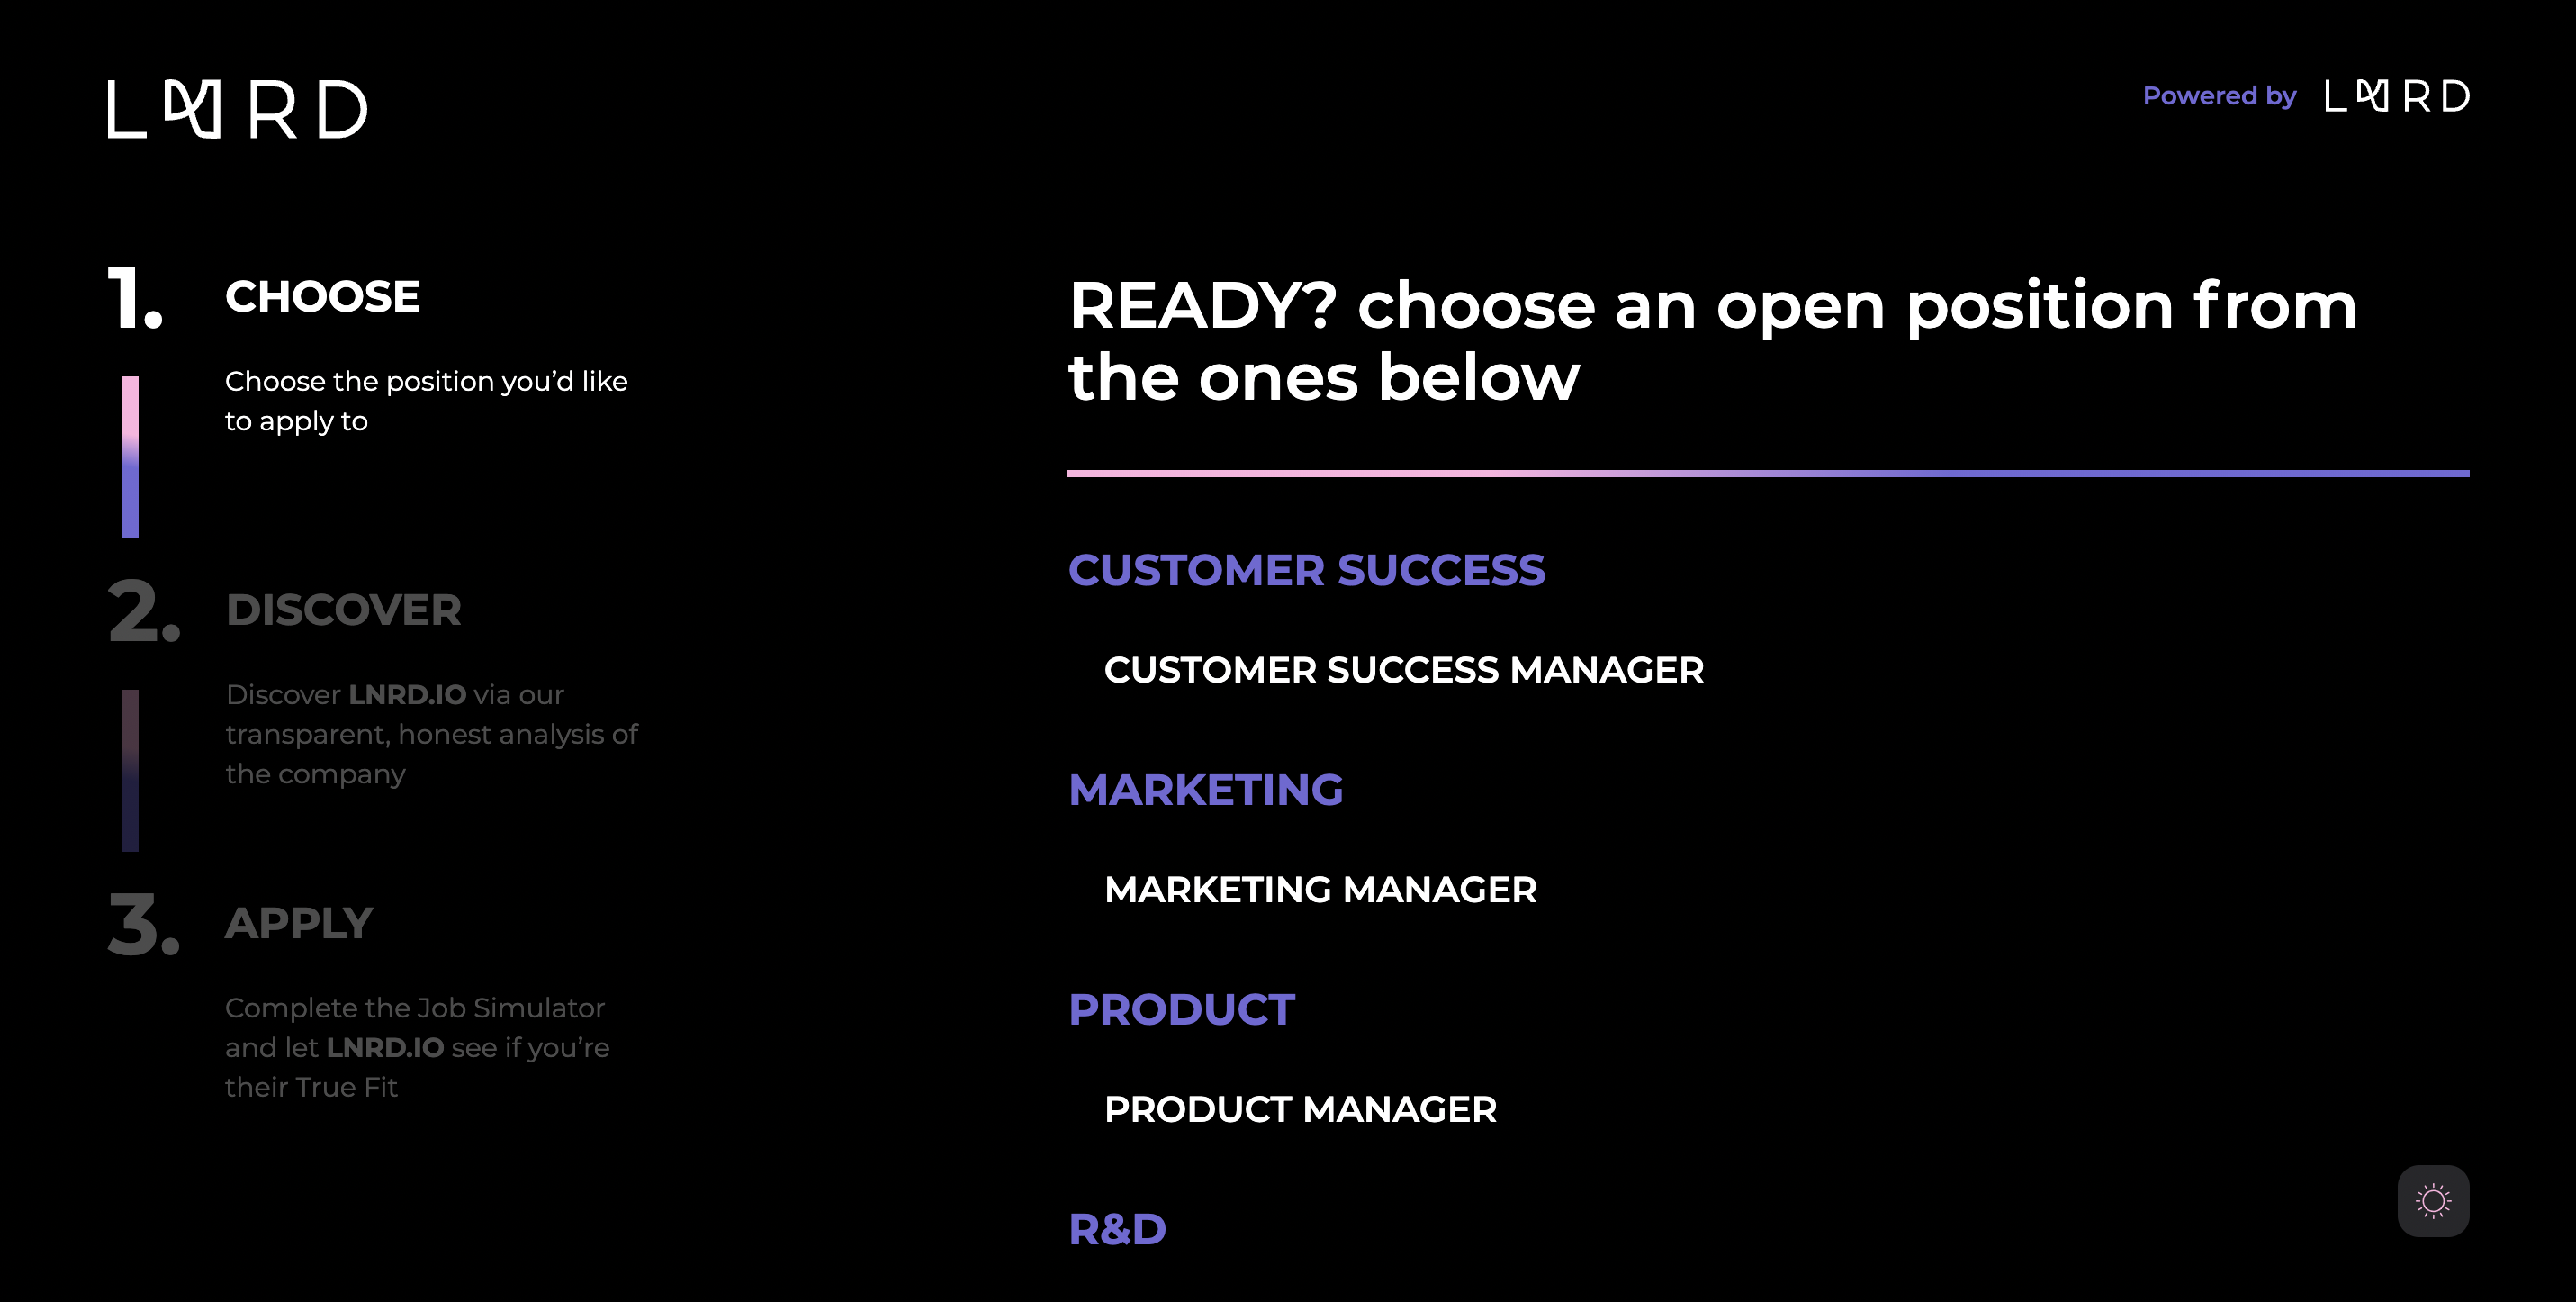 LNRD
Powered by LNRD
1. CHOOSE
Choose the position you’d like
to apply to
2. DISCOVER
Discover LNRD.IO via our
transparent, honest analysis of
the company
3. APPLY
Complete the Job Simulator
and let LNRD.IO see if you’re
their True Fit
READY? choose an open position from
the ones below
CUSTOMER SUCCESS
CUSTOMER SUCCESS MANAGER
MARKETING
MARKETING MANAGER
PRODUCT
PRODUCT MANAGER
R&D